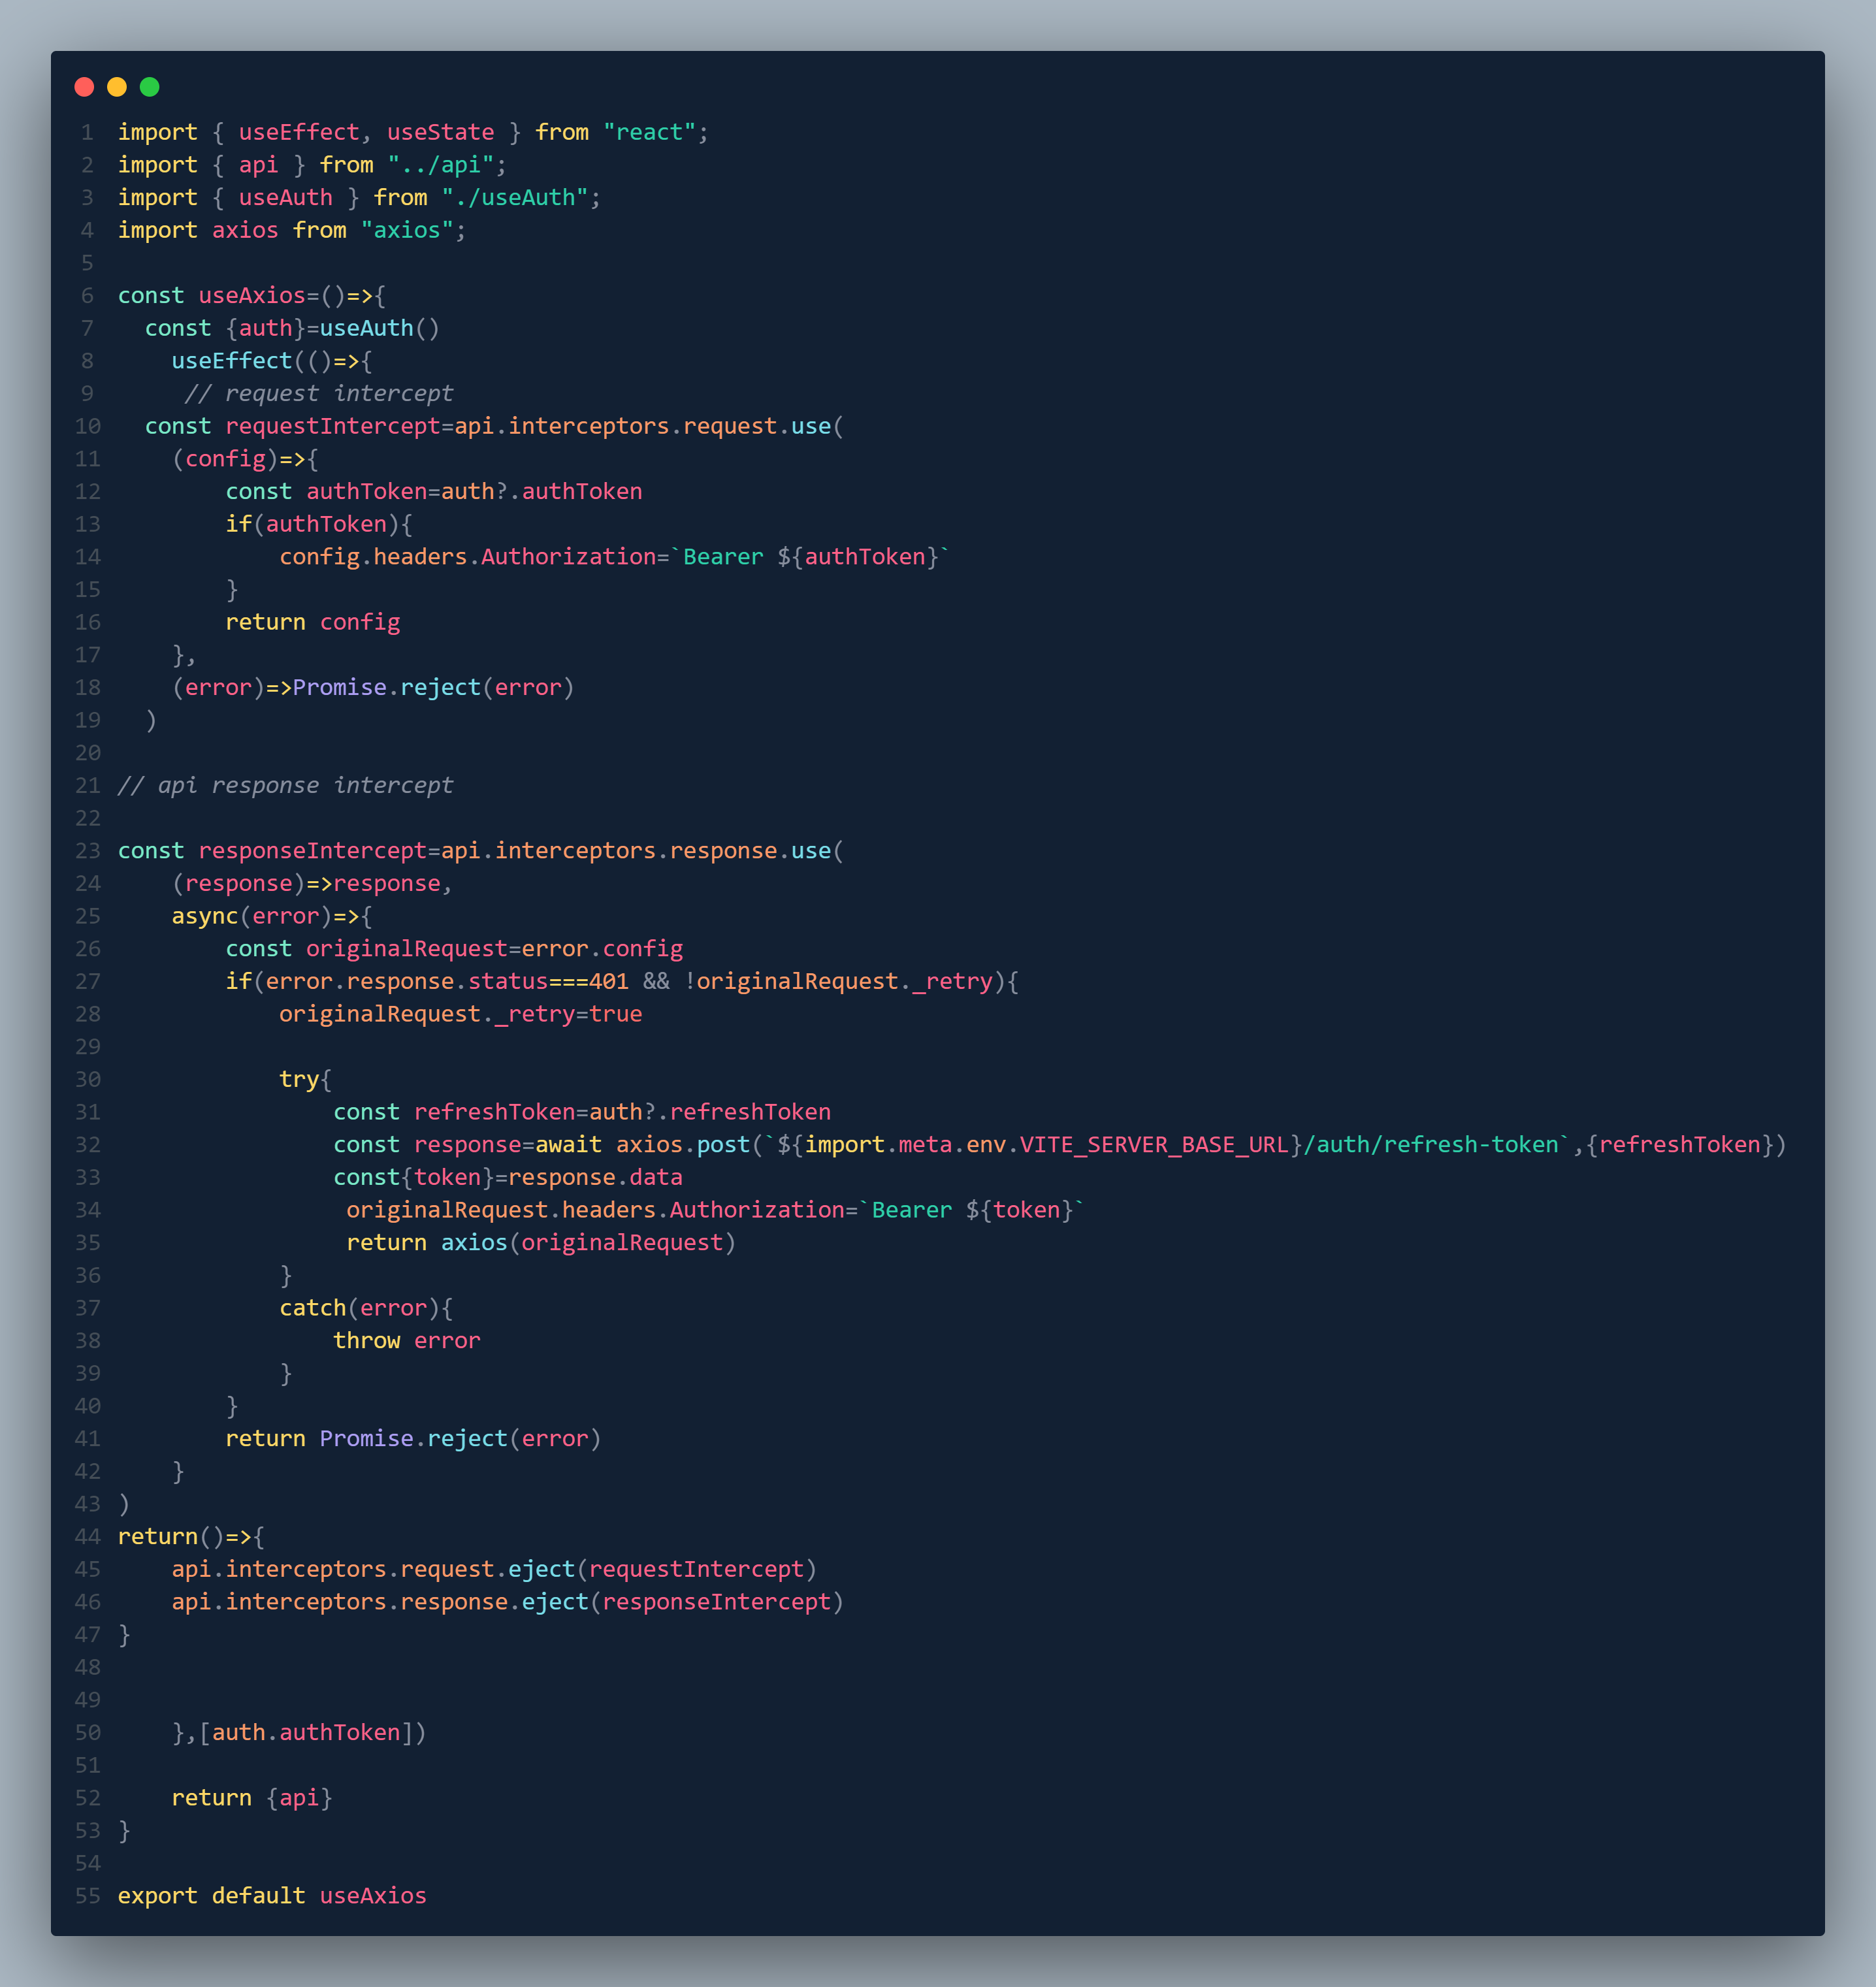 1 import { useEffect, useState } from "react";
2 import { api } from "../api";
3 import { useAuth } from "./useAuth";
4 import axios from "axios";
5
6 const useAxios=()=>{
7   const {auth}=useAuth()
8     useEffect(()=>{
9      // request intercept
10   const requestIntercept=api.interceptors.request.use(
11     (config)=>{
12         const authToken=auth?.authToken
13         if(authToken){
14             config.headers.Authorization=`Bearer ${authToken}`
15         }
16         return config
17     },
18     (error)=>Promise.reject(error)
19   )
20
21 // api response intercept
22
23 const responseIntercept=api.interceptors.response.use(
24     (response)=>response,
25     async(error)=>{
26         const originalRequest=error.config
27         if(error.response.status===401 && !originalRequest._retry){
28             originalRequest._retry=true
29
30             try{
31                 const refreshToken=auth?.refreshToken
32                 const response=await axios.post(`${import.meta.env.VITE_SERVER_BASE_URL}/auth/refresh-token`,{refreshToken})
33                 const{token}=response.data
34                  originalRequest.headers.Authorization=`Bearer ${token}`
35                  return axios(originalRequest)
36             }
37             catch(error){
38                 throw error
39             }
40         }
41         return Promise.reject(error)
42     }
43 )
44 return()=>{
45     api.interceptors.request.eject(requestIntercept)
46     api.interceptors.response.eject(responseIntercept)
47 }
48
49
50     },[auth.authToken])
51
52     return {api}
53 }
54
55 export default useAxios